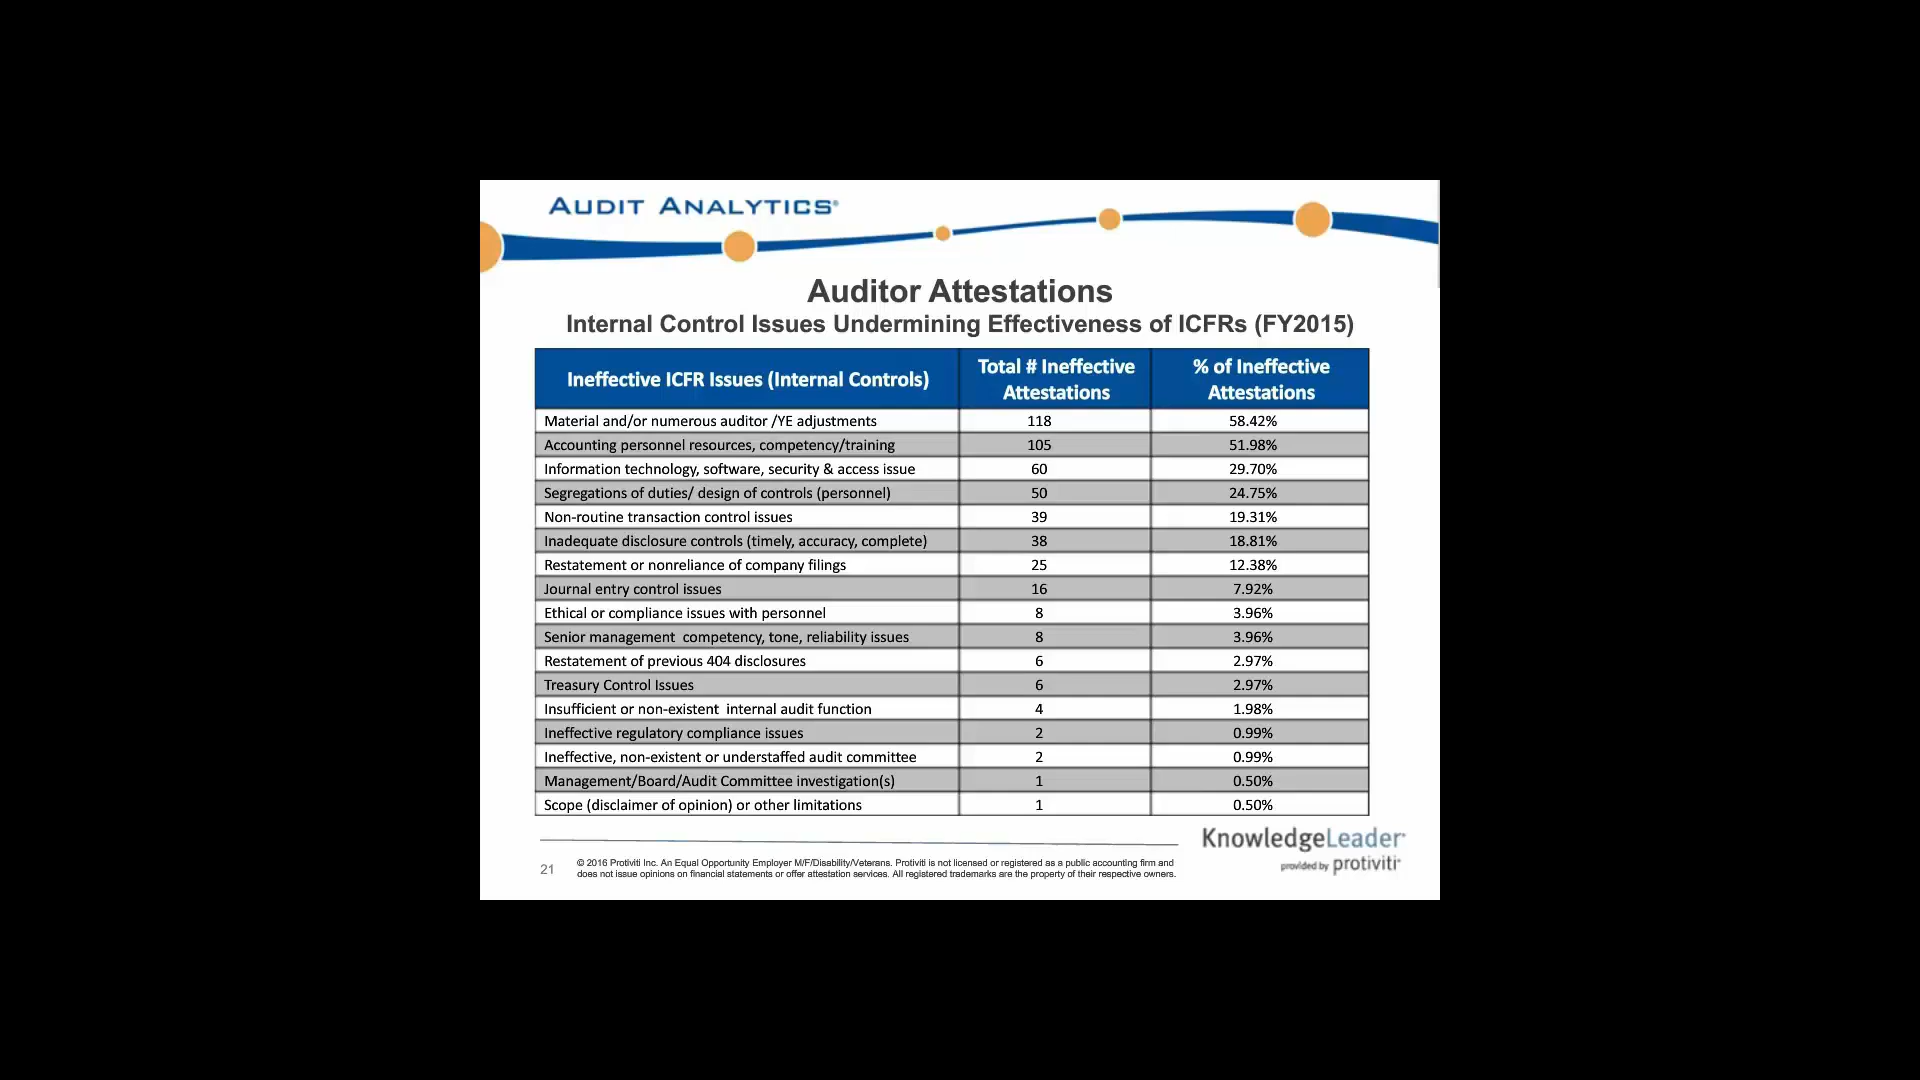 AUDIT ANALYTICS®
Auditor Attestations
Internal Control Issues Undermining Effectiveness of ICFRs (FY2015)
Ineffective ICFR Issues (Internal Controls) Total # Ineffective Attestations % of Ineffective Attestations
Material and/or numerous auditor /YE adjustments 118 58.42%
Accounting personnel resources, competency/training 105 51.98%
Information technology, software, security & access issue 60 29.70%
Segregations of duties/ design of controls (personnel) 50 24.75%
Non-routine transaction control issues 39 19.31%
Inadequate disclosure controls (timely, accuracy, complete) 38 18.81%
Restatement or nonreliance of company filings 25 12.38%
Journal entry control issues 16 7.92%
Ethical or compliance issues with personnel 8 3.96%
Senior management competency, tone, reliability issues 8 3.96%
Restatement of previous 404 disclosures 6 2.97%
Treasury Control Issues 6 2.97%
Insufficient or non-existent internal audit function 4 1.98%
Ineffective regulatory compliance issues 2 0.99%
Ineffective, non-existent or understaffed audit committee 2 0.99%
Management/Board/Audit Committee investigation(s) 1 0.50%
Scope (disclaimer of opinion) or other limitations 1 0.50%
KnowledgeLeader
provided by protiviti
21
© 2016 Protiviti Inc. An Equal Opportunity Employer M/F/Disability/Veterans. Protiviti is not licensed or registered as a public accounting firm and
does not issue opinions on financial statements or offer attestation services. All registered trademarks are the property of their respective owners.